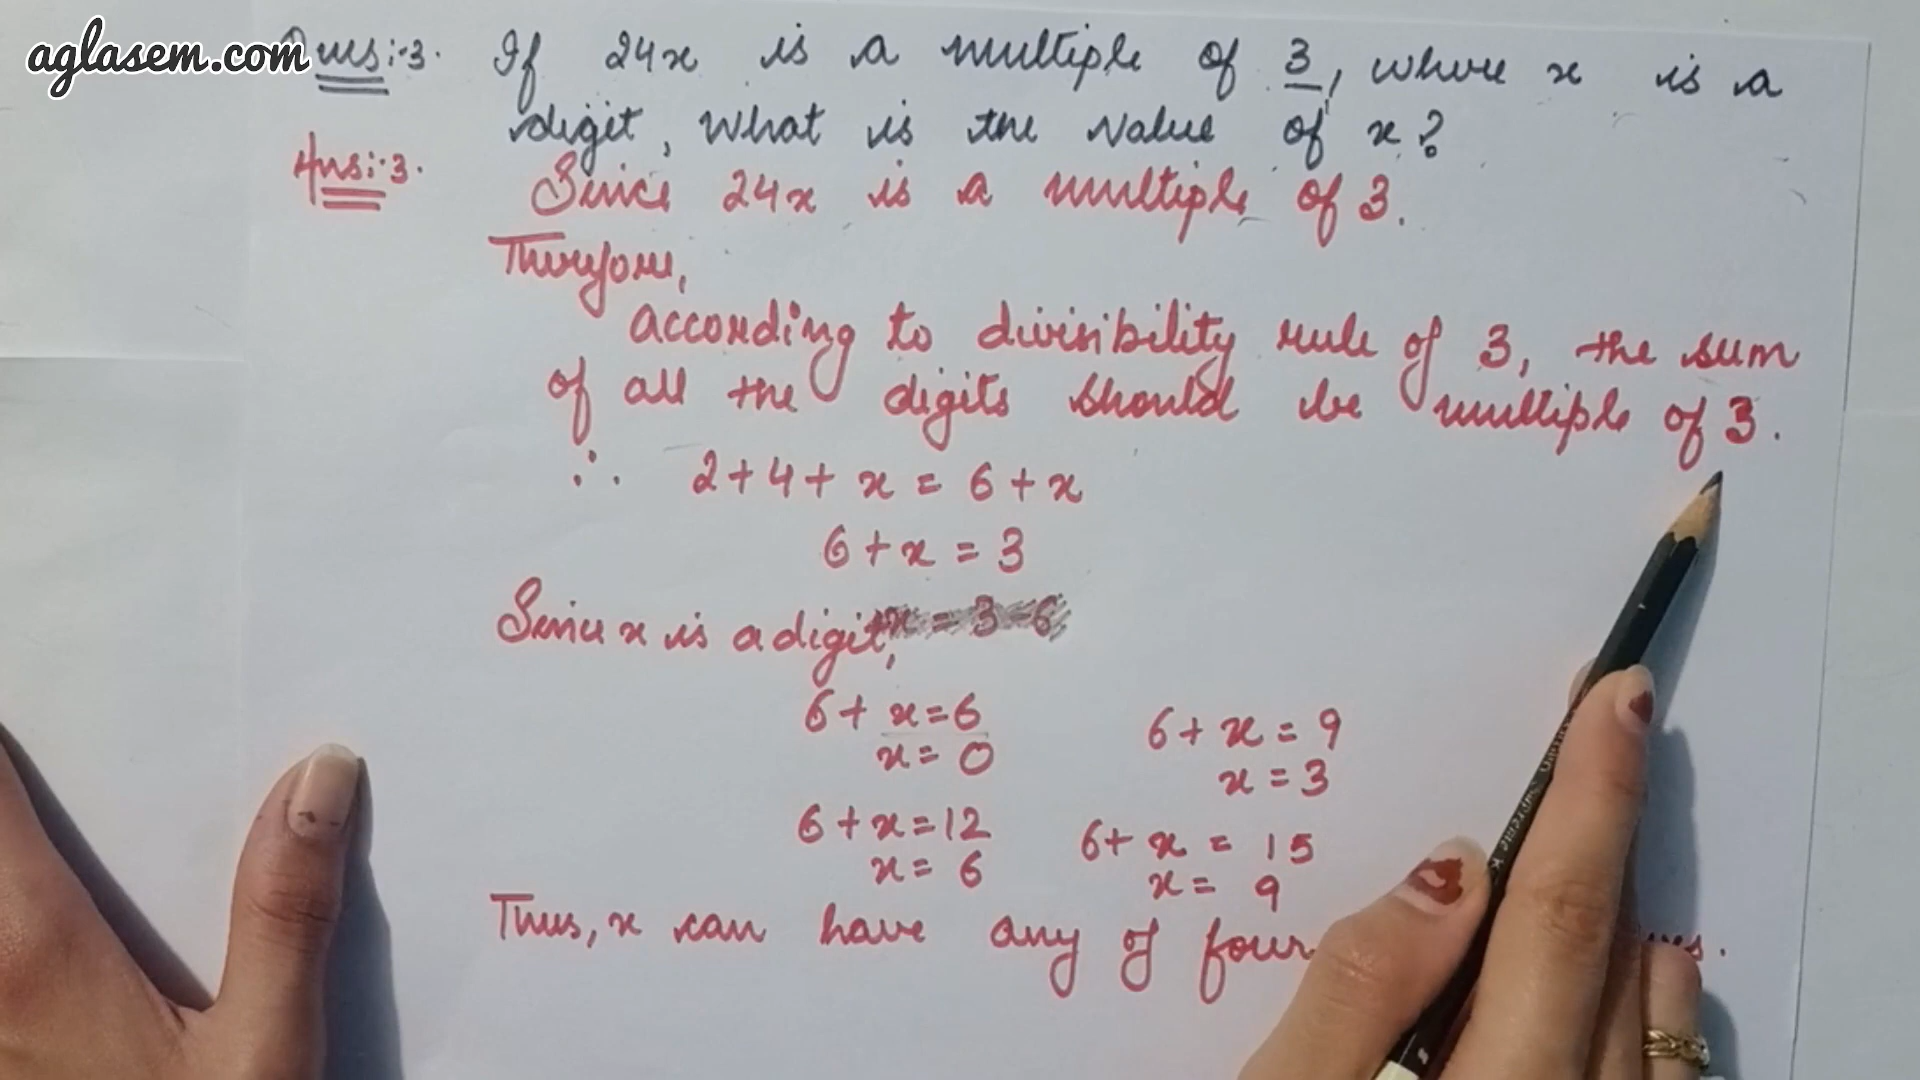 aglasem.com
Ques:-3. If 24x is a multiple of 3, where x is a
digit, what is the value of x?
Ans:-3. Since 24x is a multiple of 3.
Therefore,
according to divisibility rule of 3, the sum
of all the digits should be multiple of 3.
∴ 2+4+x = 6+x
6+x = 3
Since x is a digit, x = 3-6
6+x=6 6+x=9
x=0 x=3
6+x=12 6+x=15
x=6 x=9
Thus, x can have any of four